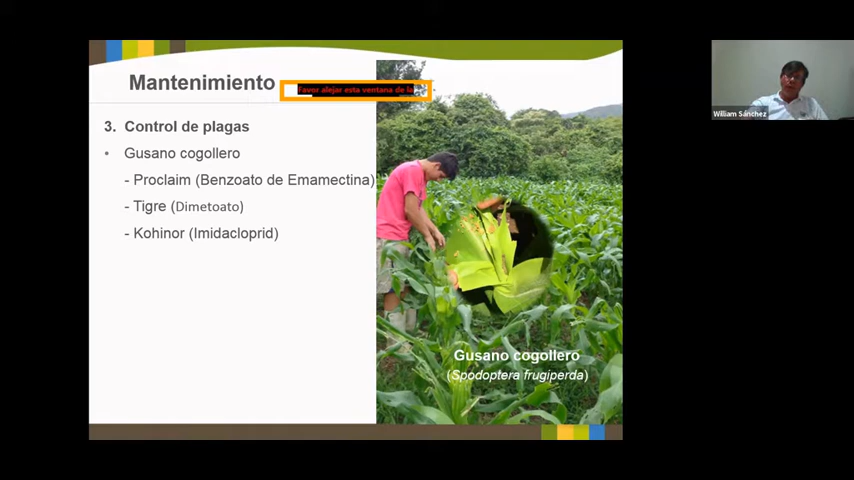 Mantenimiento
Favor alejar esta ventana de la
3. Control de plagas
• Gusano cogollero
- Proclaim (Benzoato de Emamectina)
- Tigre (Dimetoato)
- Kohinor (Imidacloprid)
Gusano cogollero
(Spodoptera frugiperda)
William Sánchez